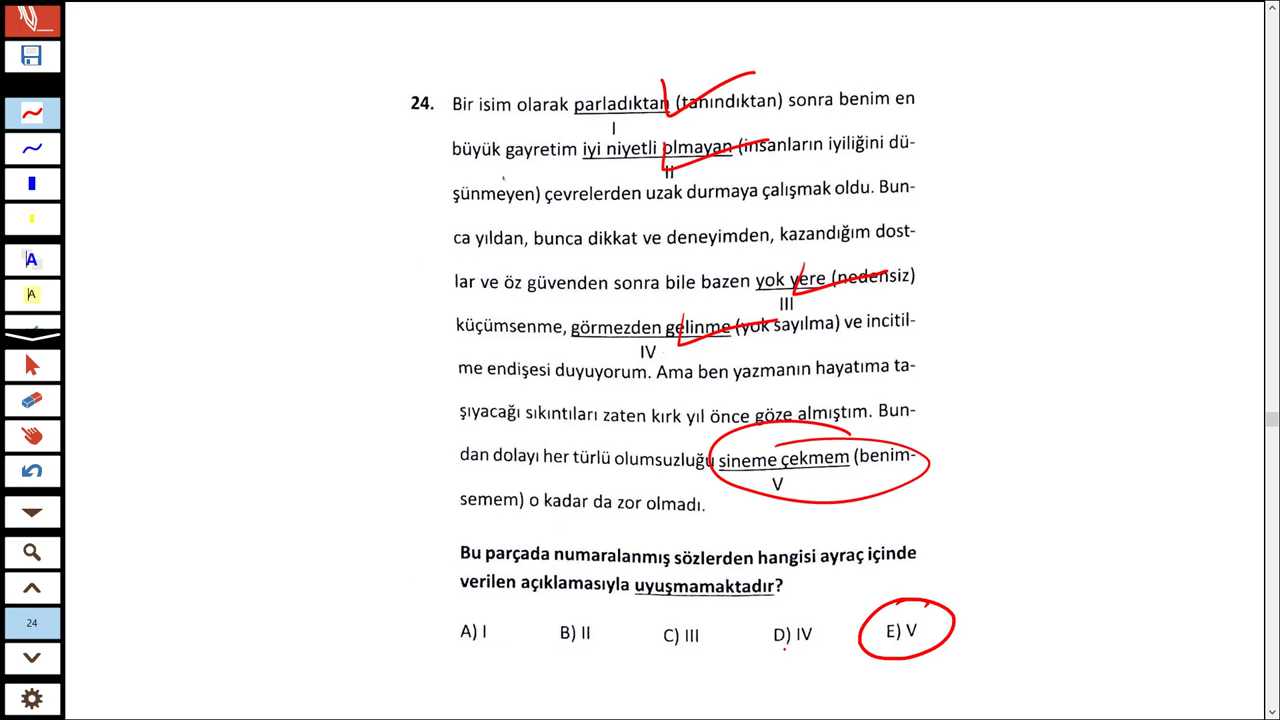 24. Bir isim olarak parladıktan (tanındıktan) sonra benim en
I
büyük gayretim iyi niyetli olmayan (insanların iyiliğini dü-
II
şünmeyen) çevrelerden uzak durmaya çalışmak oldu. Bun-
ca yıldan, bunca dikkat ve deneyimden, kazandığım dost-
lar ve öz güvenden sonra bile bazen yok yere (nedensiz)
III
küçümsenme, görmezden gelinme (yok sayılma) ve incitil-
IV
me endişesi duyuyorum. Ama ben yazmanın hayatıma ta-
şıyacağı sıkıntıları zaten kırk yıl önce göze almıştım. Bun-
dan dolayı her türlü olumsuzluğu sineme çekmem (benim-
V
semem) o kadar da zor olmadı.
Bu parçada numaralanmış sözlerden hangisi ayraç içinde
verilen açıklamasıyla uyuşmamaktadır?
A) I B) II C) III D) IV E) V
A
A
24